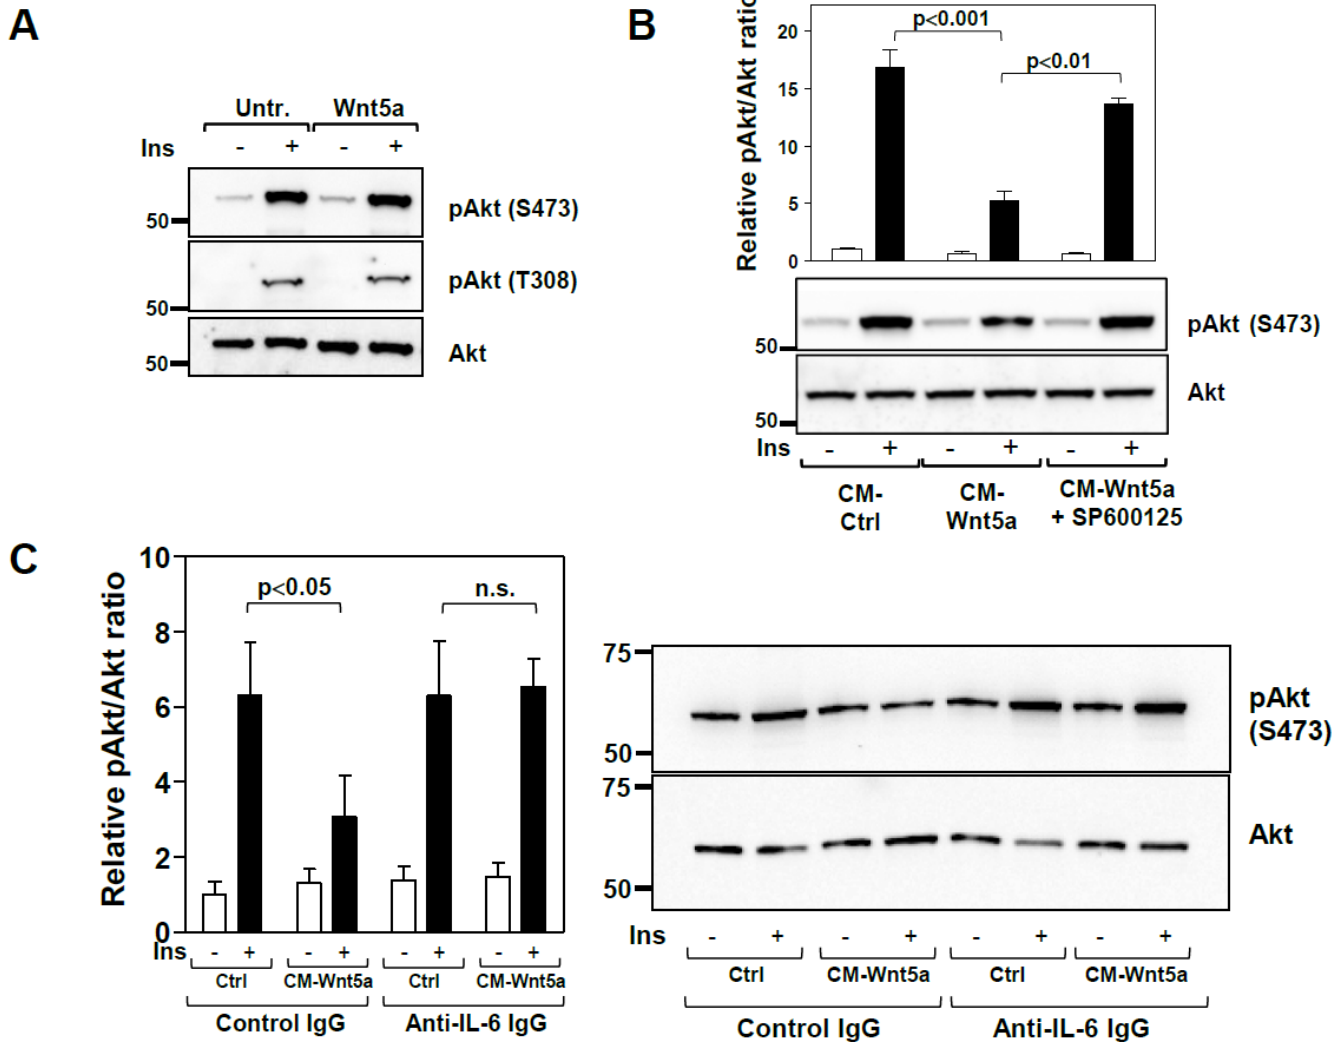 A
Untr. Wnt5a
Ins - + - +
50 pAkt (S473)
50 pAkt (T308)
50 Akt
B
Relative pAkt/Akt ratio
20
15
10
5
0
p<0.001
p<0.01
50 pAkt (S473)
50 Akt
Ins - + - + - +
CM-
Ctrl
CM-
Wnt5a
CM-Wnt5a
+ SP600125
C
Relative pAkt/Akt ratio
10
8
6
4
2
0
p<0.05 n.s.
Ins - + - + - + - +
Ctrl CM-Wnt5a Ctrl CM-Wnt5a
Control IgG Anti-IL-6 IgG
75
50
pAkt
(S473)
75
50
Akt
Ins - + - + - + - +
Ctrl CM-Wnt5a Ctrl CM-Wnt5a
Control IgG Anti-IL-6 IgG